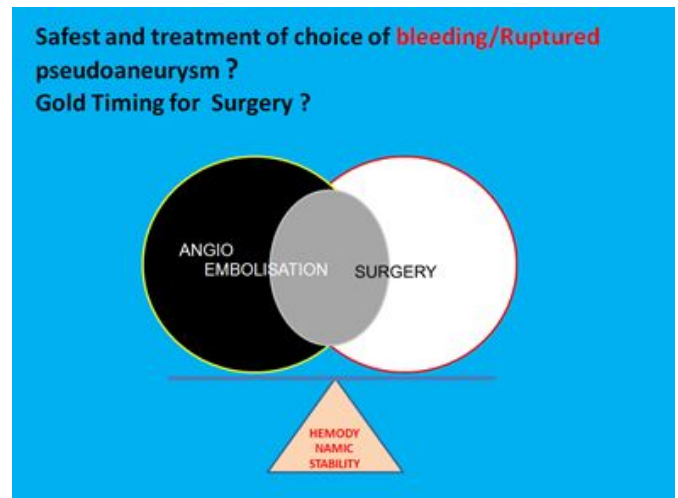 Safest and treatment of choice of bleeding/Ruptured
pseudoaneurysm ?
Gold Timing for Surgery ?
ANGIO
EMBOLISATION
SURGERY
HEMODY
NAMIC
STABILITY